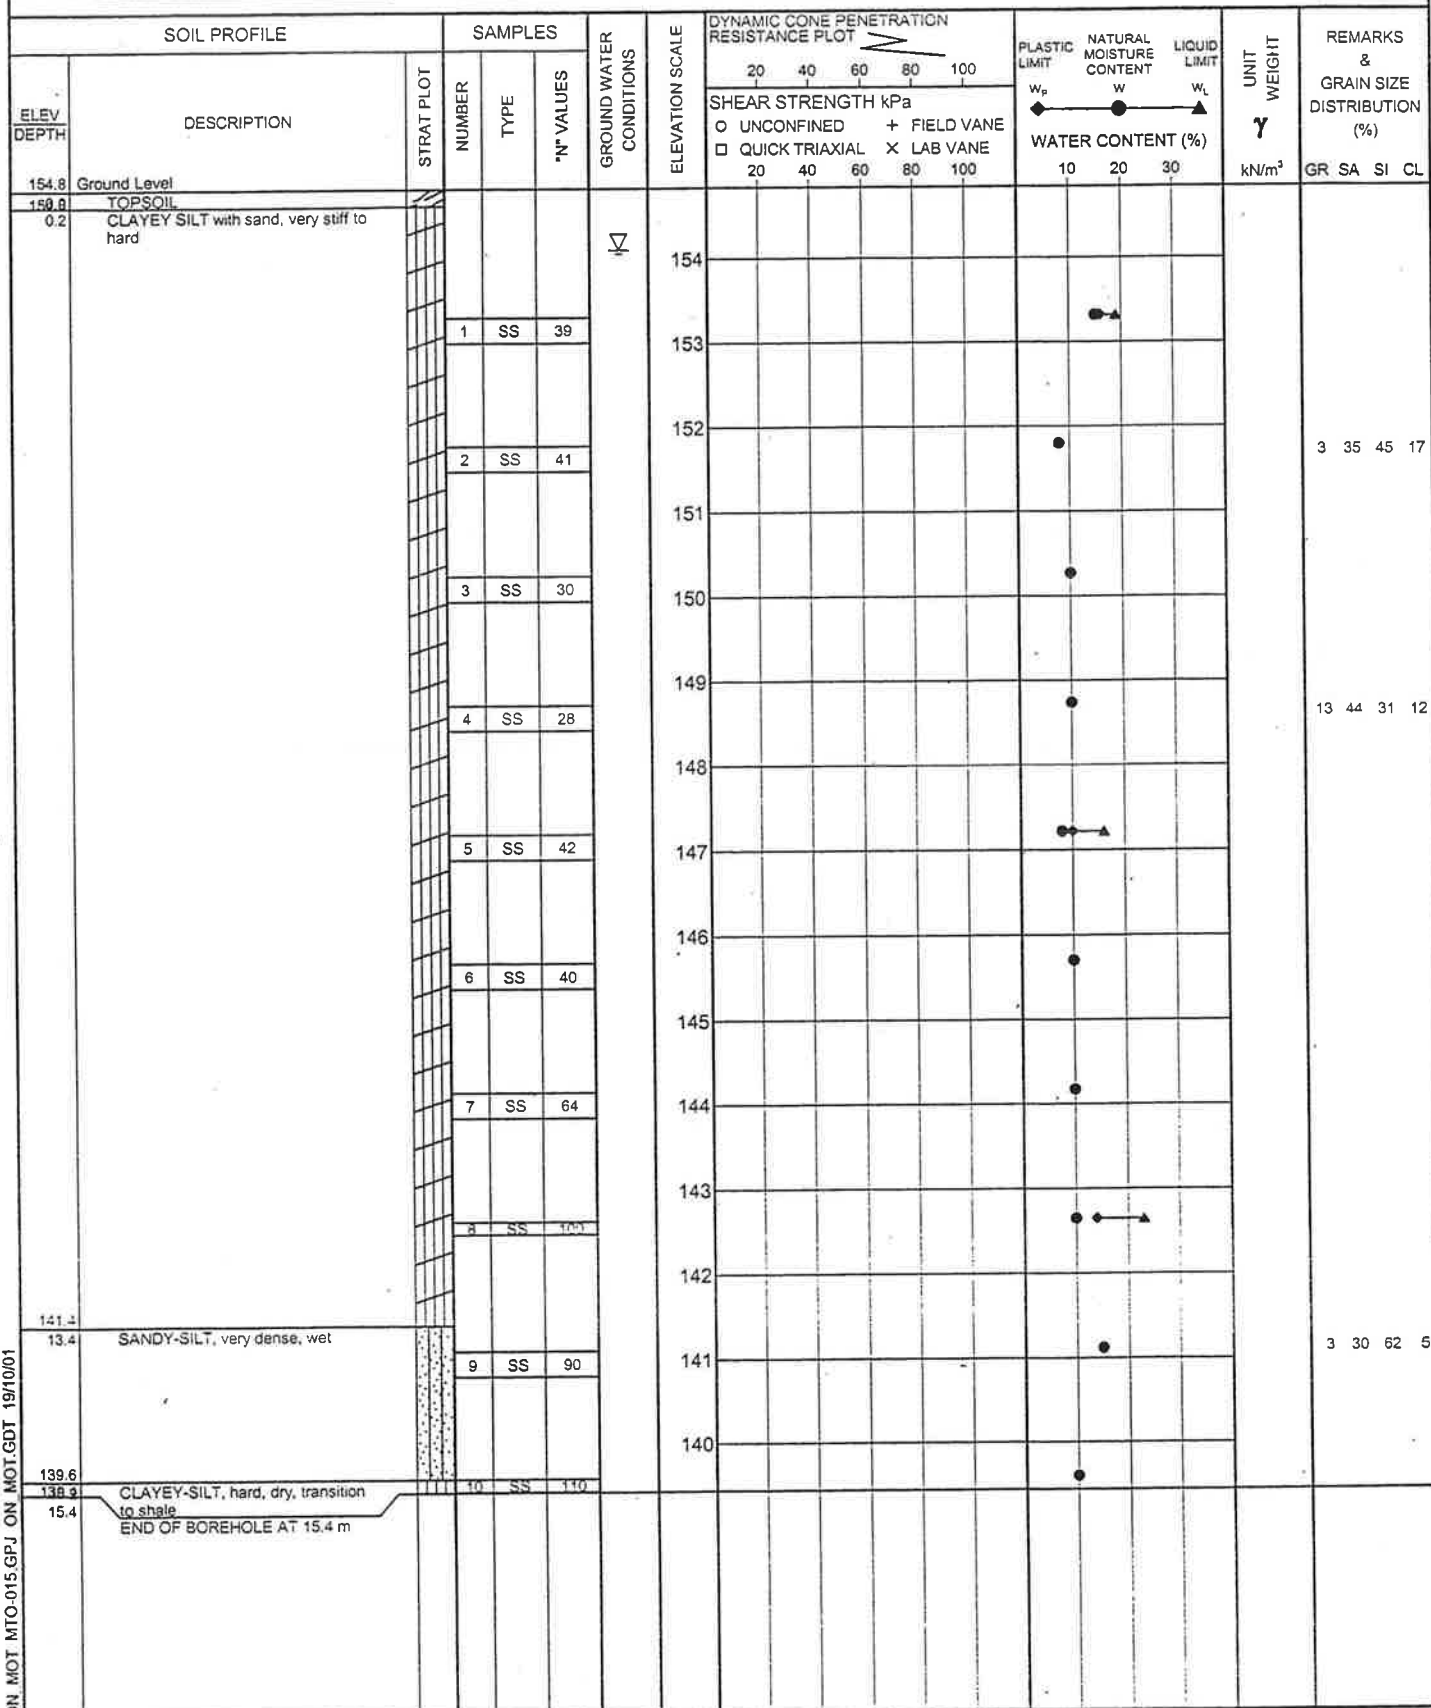 SOIL PROFILE
SAMPLES
GROUND WATER CONDITIONS
ELEVATION SCALE
DYNAMIC CONE PENETRATION
RESISTANCE PLOT
20 40 60 80 100
SHEAR STRENGTH kPa
O UNCONFINED + FIELD VANE
□ QUICK TRIAXIAL X LAB VANE
20 40 60 80 100
PLASTIC LIMIT
NATURAL MOISTURE CONTENT
LIQUID LIMIT
WP W WL
WATER CONTENT (%)
10 20 30
UNIT WEIGHT
γ
kN/m³
REMARKS
&
GRAIN SIZE
DISTRIBUTION
(%)
GR SA SI CL
ELEV
DEPTH
DESCRIPTION
STRAT PLOT
NUMBER
TYPE
"N" VALUES
154.8 Ground Level
TOPSOIL
0.2 CLAYEY SILT with sand, very stiff to
hard
154
1 SS 39
153
152
2 SS 41
3 35 45 17
151
3 SS 30
150
149
4 SS 28
13 44 31 12
148
5 SS 42
147
146
6 SS 40
145
7 SS 64
144
143
8 SS 100
142
141.4
13.4 SANDY-SILT, very dense, wet
9 SS 90
141
3 30 62 5
140
139.6
10 SS 110
CLAYEY-SILT, hard, dry, transition
15.4 to shale
END OF BOREHOLE AT 15.4 m
MOT MTO-015.GPJ ON MOT.GDT 19/10/01